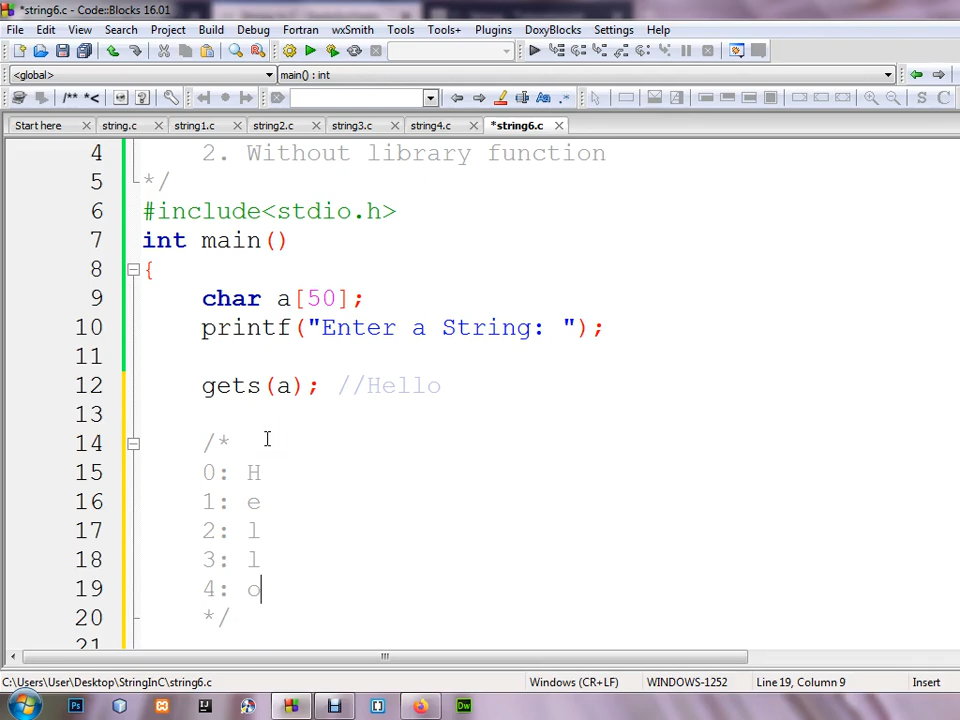 *string6.c - Code::Blocks 16.01
File Edit View Search Project Build Debug Fortran wxSmith Tools Tools+ Plugins DoxyBlocks Settings Help
<global> main() : int
/** *<
S C
Start here string.c string1.c string2.c string3.c string4.c *string6.c
4 2. Without library function
5 */
6 #include<stdio.h>
7 int main()
8 {
9 char a[50];
10 printf("Enter a String: ");
11
12 gets(a); //Hello
13
14 /*
15 0: H
16 1: e
17 2: l
18 3: l
19 4: o
20 */
21
C:\Users\User\Desktop\StringInC\string6.c Windows (CR+LF) WINDOWS-1252 Line 19, Column 9 Insert
Ps Dw